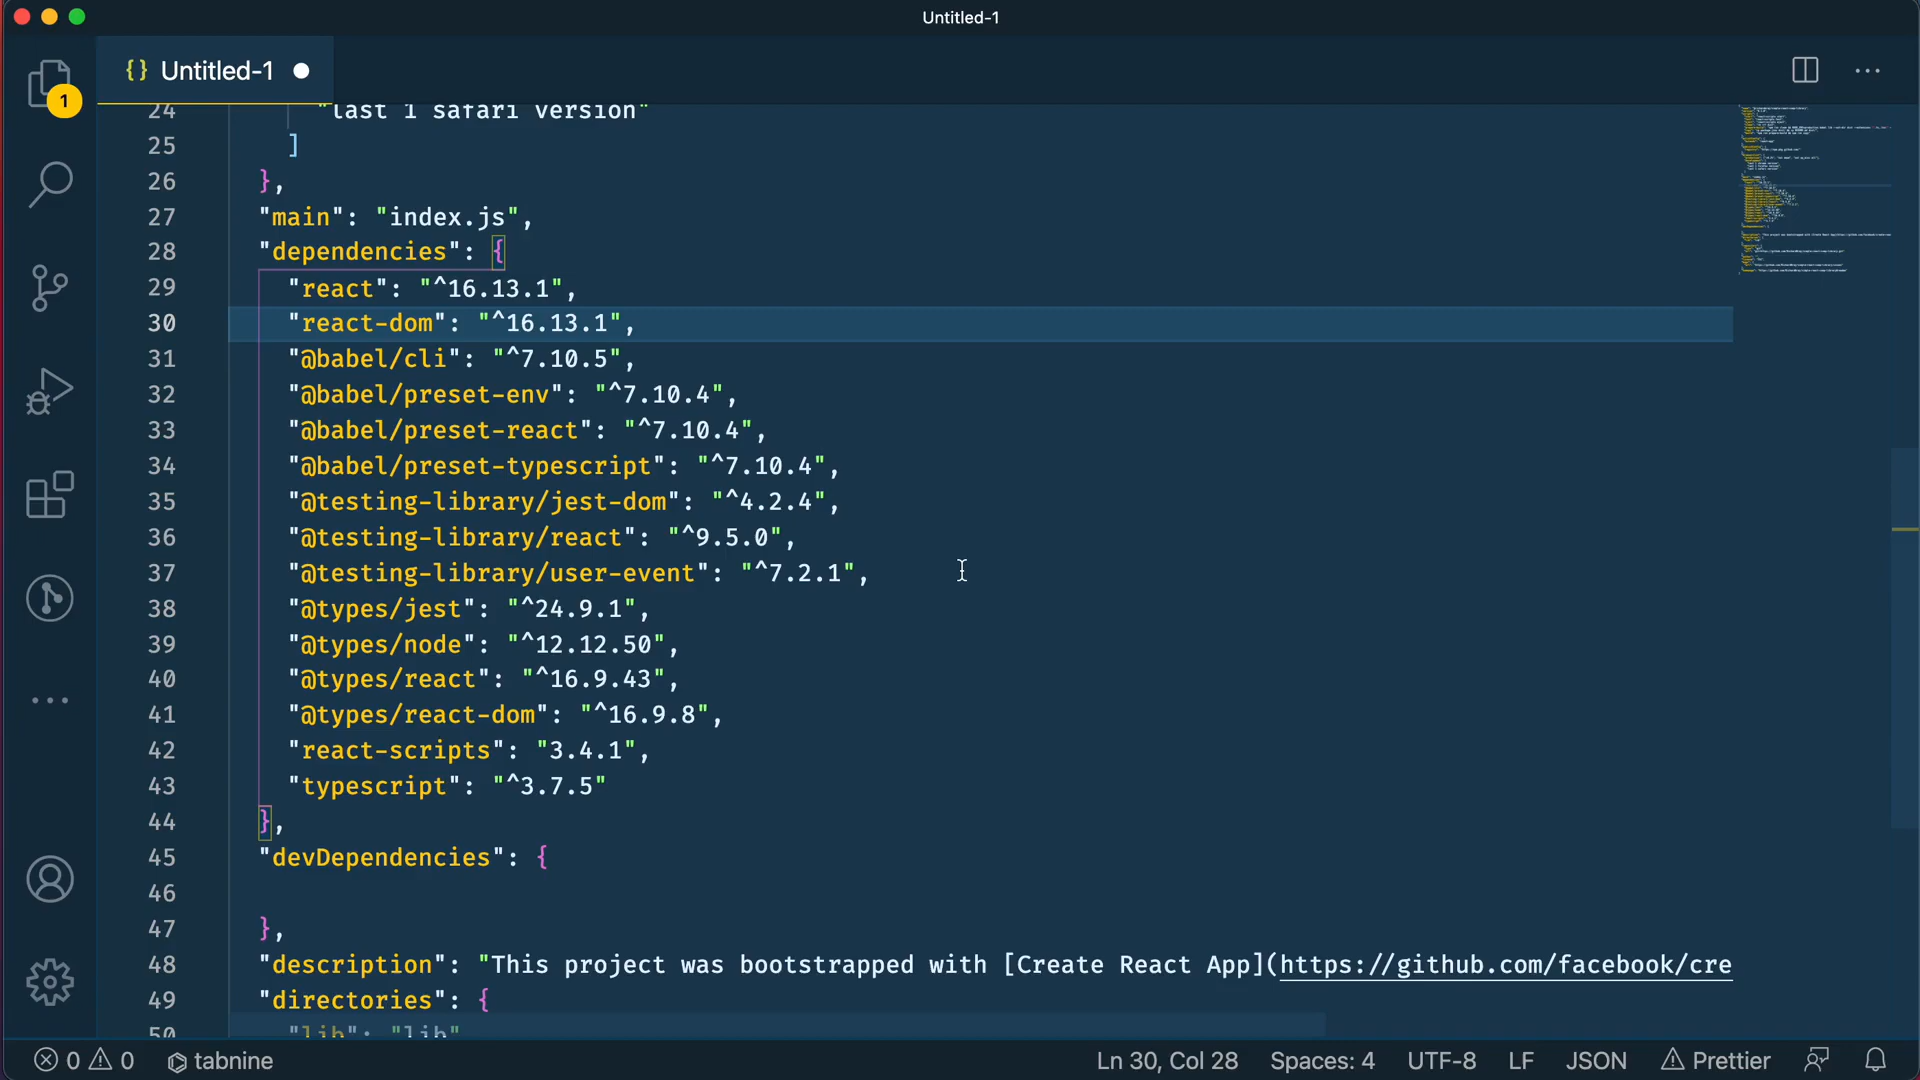 Untitled-1
1
{} Untitled-1
24 "last 1 safari version"
25 ]
26 },
27 "main": "index.js",
28 "dependencies": {
29 "react": "^16.13.1",
30 "react-dom": "^16.13.1",
31 "@babel/cli": "^7.10.5",
32 "@babel/preset-env": "^7.10.4",
33 "@babel/preset-react": "^7.10.4",
34 "@babel/preset-typescript": "^7.10.4",
35 "@testing-library/jest-dom": "^4.2.4",
36 "@testing-library/react": "^9.5.0",
37 "@testing-library/user-event": "^7.2.1",
38 "@types/jest": "^24.9.1",
39 "@types/node": "^12.12.50",
40 "@types/react": "^16.9.43",
41 "@types/react-dom": "^16.9.8",
42 "react-scripts": "3.4.1",
43 "typescript": "^3.7.5"
44 },
45 "devDependencies": {
46
47 },
48 "description": "This project was bootstrapped with [Create React App](https://github.com/facebook/cre
49 "directories": {
50 "lib": "lib"
0 0 tabnine Ln 30, Col 28 Spaces: 4 UTF-8 LF JSON Prettier